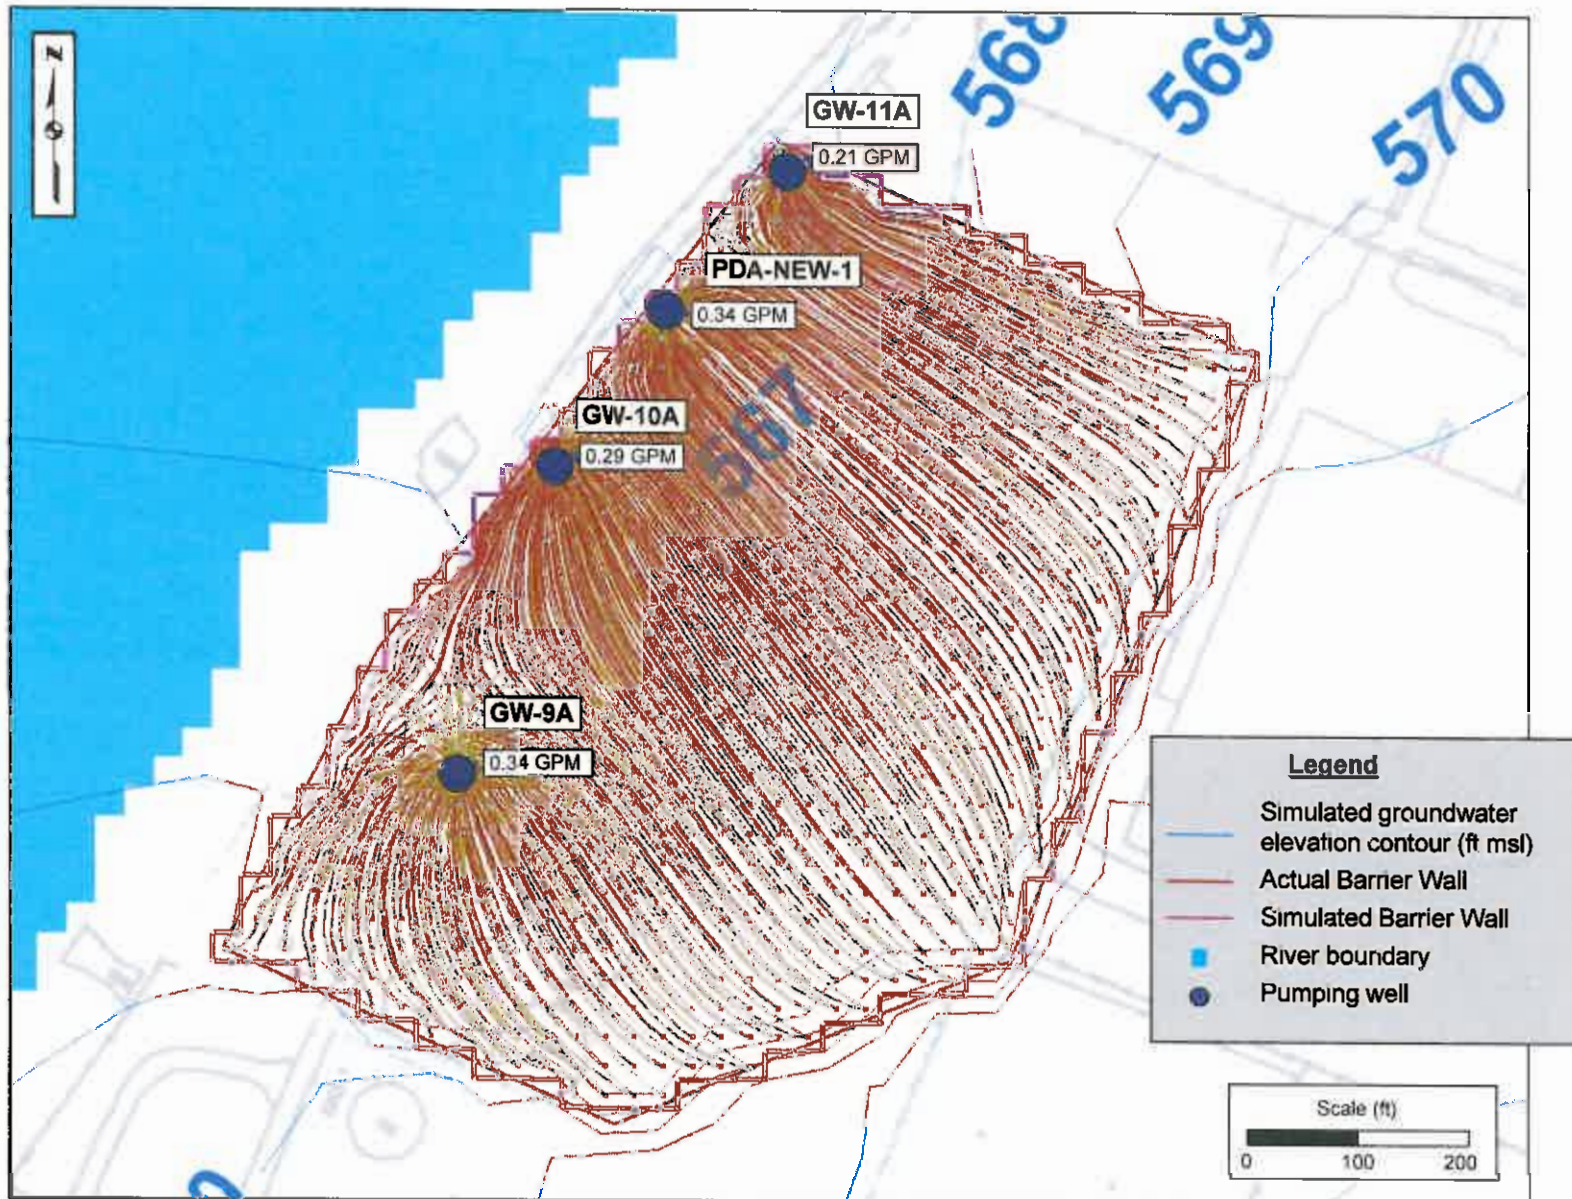 N
568
569
570
GW-11A
0.21 GPM
PDA-NEW-1
0.34 GPM
567
GW-10A
0.29 GPM
GW-9A
0.34 GPM
Legend
Simulated groundwater
elevation contour (ft msl)
Actual Barrier Wall
Simulated Barrier Wall
River boundary
Pumping well
Scale (ft)
0 100 200